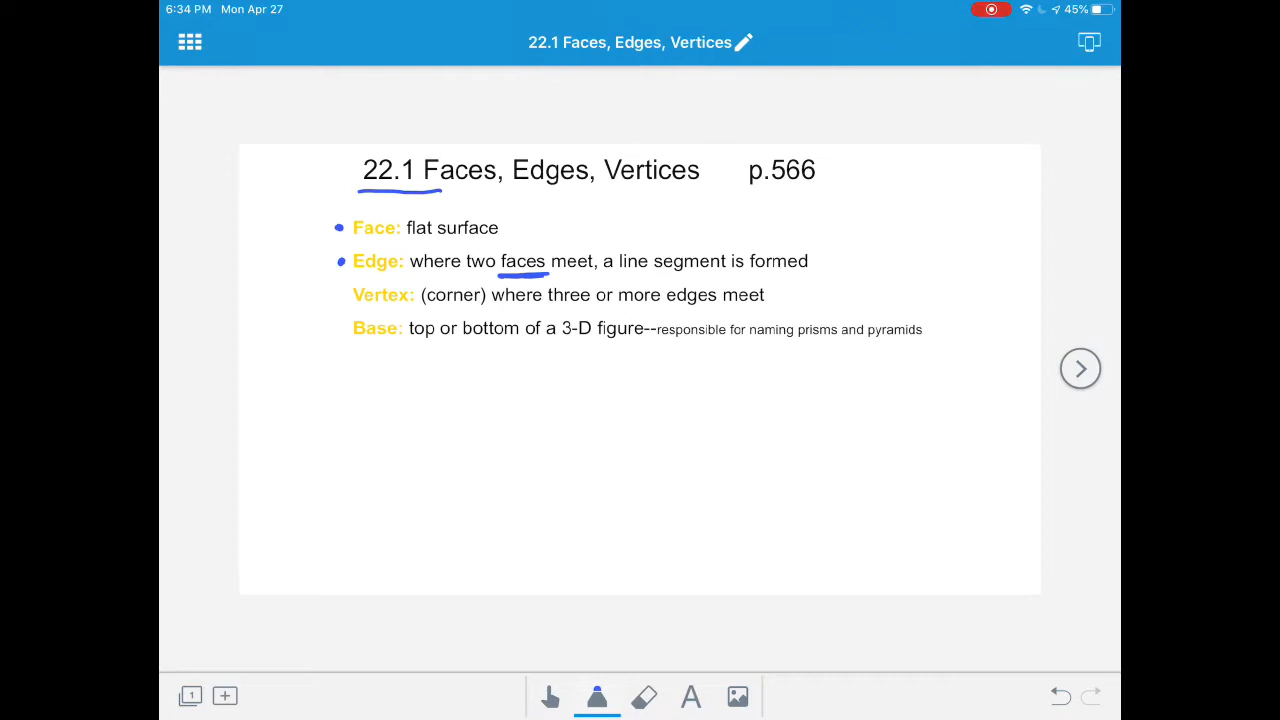 6:34 PM Mon Apr 27 45%
22.1 Faces, Edges, Vertices
22.1 Faces, Edges, Vertices p.566
Face: flat surface
Edge: where two faces meet, a line segment is formed
Vertex: (corner) where three or more edges meet
Base: top or bottom of a 3-D figure--responsible for naming prisms and pyramids
1 A